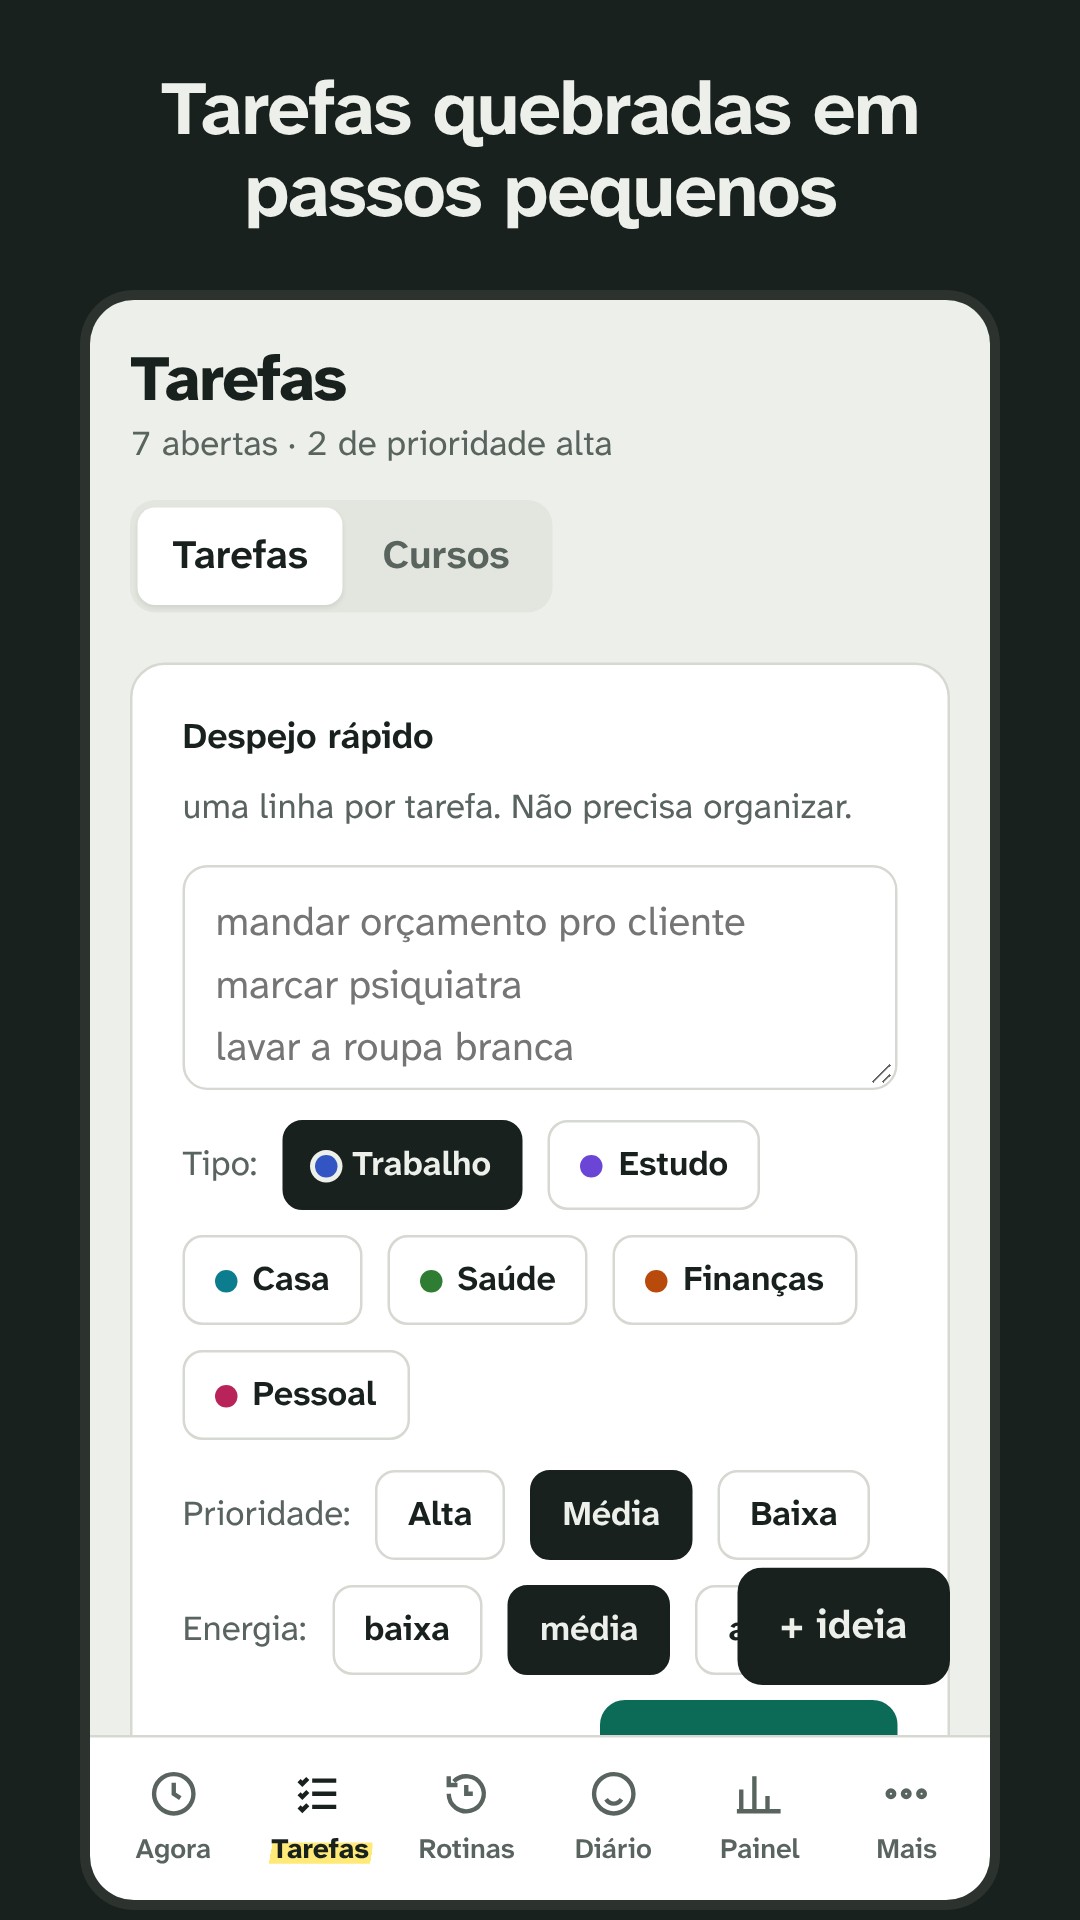 Tarefas quebradas em
passos pequenos
Tarefas
7 abertas · 2 de prioridade alta
Tarefas Cursos
Despejo rápido
uma linha por tarefa. Não precisa organizar.
mandar orçamento pro cliente
marcar psiquiatra
lavar a roupa branca
Tipo: Trabalho Estudo
Casa Saúde Finanças
Pessoal
Prioridade: Alta Média Baixa
Energia: baixa média
+ ideia
Agora Tarefas Rotinas Diário Painel Mais